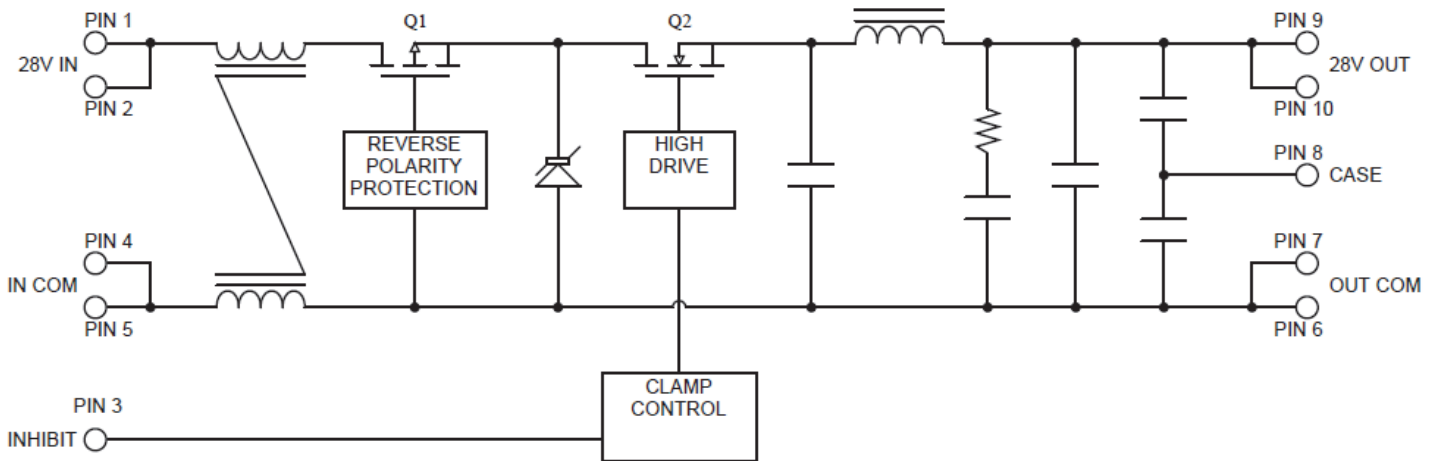 PIN 1
Q1
Q2
PIN 9
28V IN
28V OUT
PIN 2
PIN 10
REVERSE
POLARITY
PROTECTION
HIGH
DRIVE
PIN 8
CASE
PIN 4
PIN 7
IN COM
OUT COM
PIN 5
PIN 6
CLAMP
CONTROL
PIN 3
INHIBIT